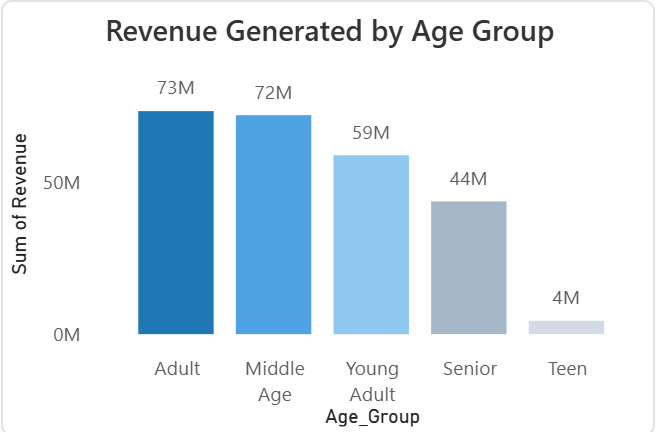 Revenue Generated by Age Group
73M
72M
59M
44M
4M
50M
0M
Sum of Revenue
Adult
Middle
Age
Young
Adult
Senior
Teen
Age_Group